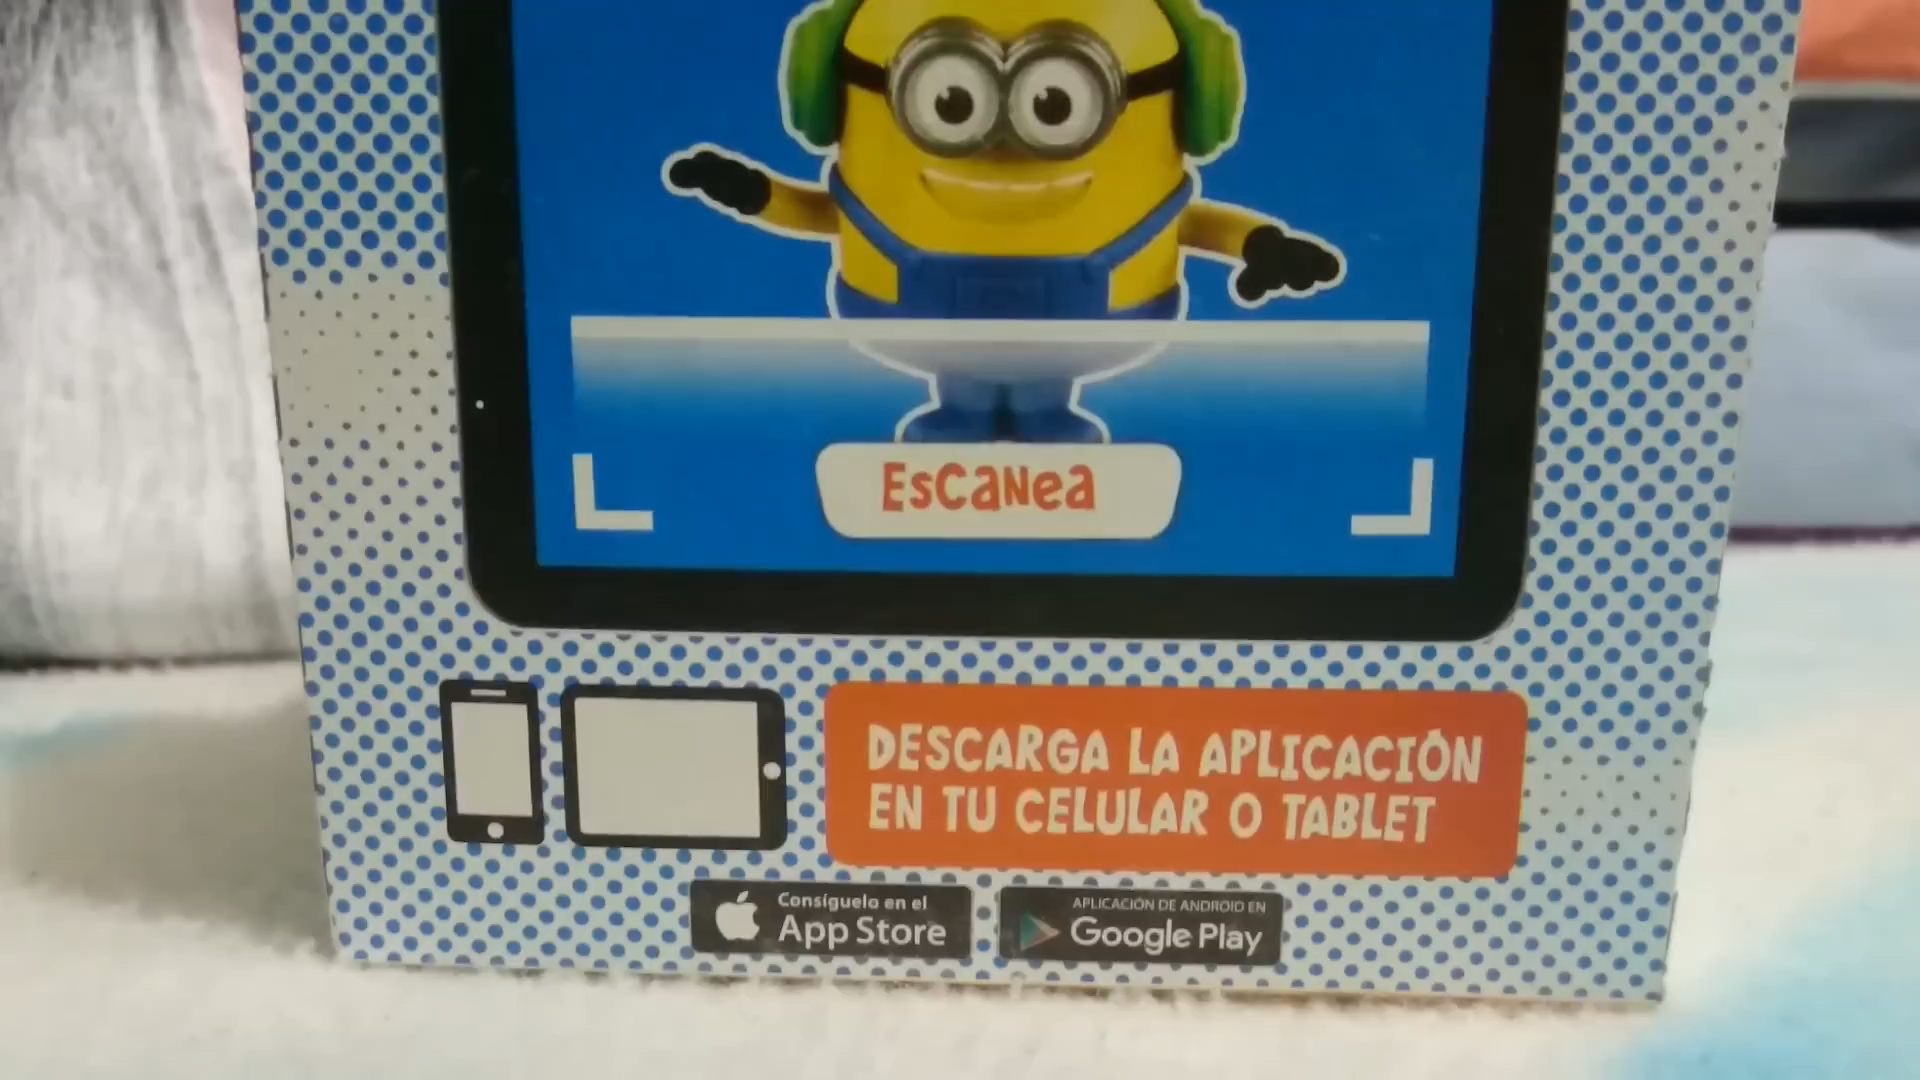 EsCaNea
DESCARGA LA APLICACIÓN
EN TU CELULAR O TABLET
Consíguelo en el
App Store
APLICACIÓN DE ANDROID EN
Google Play